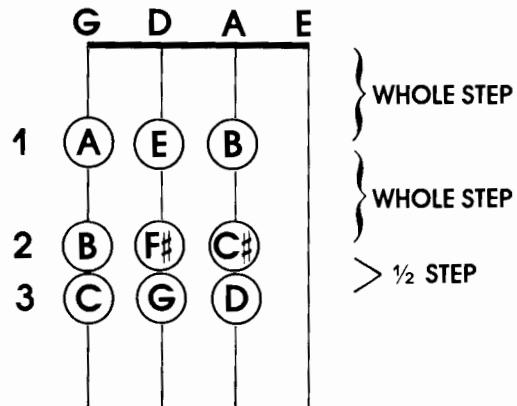 G D A E
WHOLE STEP
1 A E B
WHOLE STEP
2 B F♯ C♯
½ STEP
3 C G D